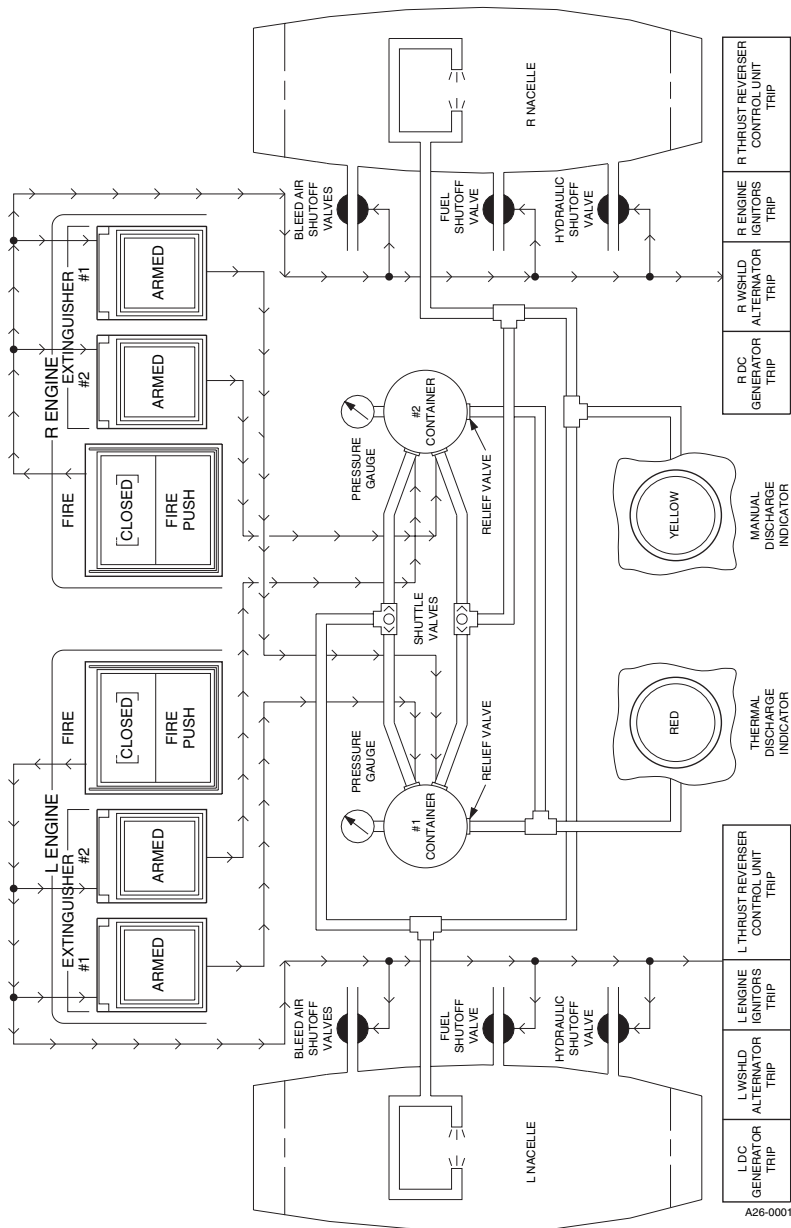 L ENGINE
EXTINGUISHER
#1
#2
FIRE
ARMED
ARMED
[CLOSED]
FIRE
PUSH
R ENGINE
FIRE
EXTINGUISHER
#2
#1
[CLOSED]
FIRE
PUSH
ARMED
ARMED
BLEED AIR
SHUTOFF
VALVES
FUEL
SHUTOFF
VALVE
HYDRAULIC
SHUTOFF
VALVE
L NACELLE
PRESSURE
GAUGE
#1
CONTAINER
RELIEF VALVE
SHUTTLE
VALVES
PRESSURE
GAUGE
#2
CONTAINER
RELIEF VALVE
BLEED AIR
SHUTOFF
VALVES
FUEL
SHUTOFF
VALVE
HYDRAULIC
SHUTOFF
VALVES
R NACELLE
RED
THERMAL
DISCHARGE
INDICATOR
YELLOW
MANUAL
DISCHARGE
INDICATOR
L DC
GENERATOR
TRIP
L WSHLD
ALTERNATOR
TRIP
L ENGINE
IGNITORS
TRIP
L THRUST REVERSER
CONTROL UNIT
TRIP
R DC
GENERATOR
TRIP
R WSHLD
ALTERNATOR
TRIP
R ENGINE
IGNITORS
TRIP
R THRUST REVERSER
CONTROL UNIT
TRIP
A26-0001